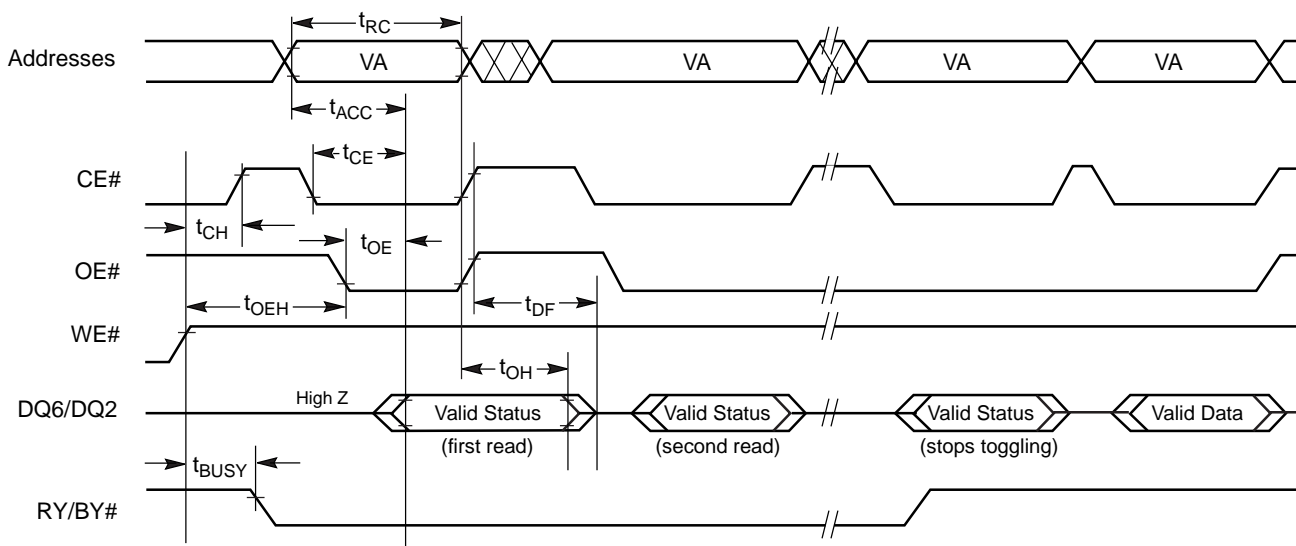 tRC
Addresses VA VA VA VA
tACC
tCE
CE#
tCH tOE
OE#
tOEH tDF
WE#
tOH
High Z
DQ6/DQ2 Valid Status Valid Status Valid Status Valid Data
(first read) (second read) (stops toggling)
tBUSY
RY/BY#